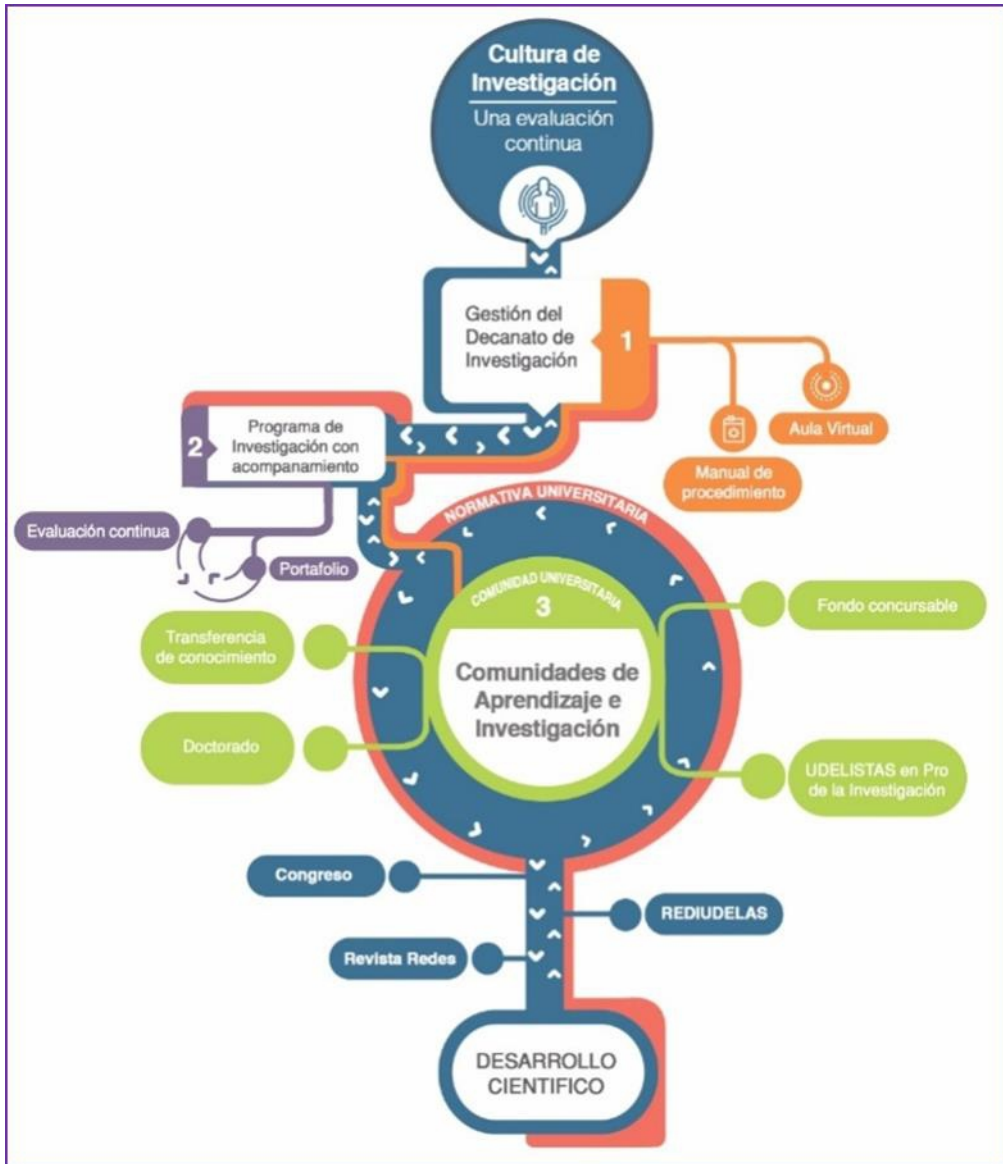 Cultura de
Investigación
Una evaluación
continua
Gestión del
Decanato de
Investigación
1
Aula Virtual
Manual de
procedimiento
2
Programa de
Investigación con
acompanamiento
Evaluación continua
Portafolio
NORMATIVA UNIVERSITARIA
COMUNIDAD UNIVERSITARIA
3
Comunidades de
Aprendizaje e
Investigación
Transferencia
de conocimiento
Doctorado
Fondo concursable
UDELISTAS en Pro
de la Investigación
Congreso
REDIUDELAS
Revista Redes
DESARROLLO
CIENTIFICO